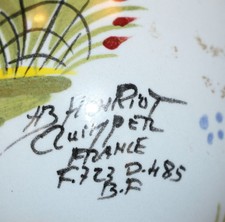 HB HENRIOT
QUIMPER
FRANCE
F.723 D.485
B.F